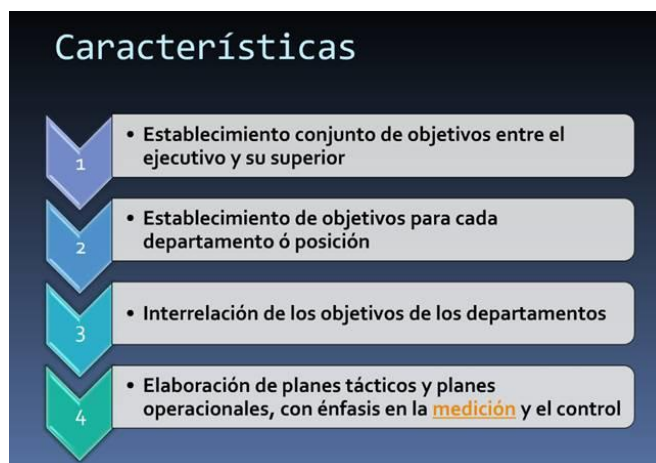 Características
1
• Establecimiento conjunto de objetivos entre el
ejecutivo y su superior
2
• Establecimiento de objetivos para cada
departamento ó posición
3
• Interrelación de los objetivos de los departamentos
4
• Elaboración de planes tácticos y planes
operacionales, con énfasis en la medición y el control